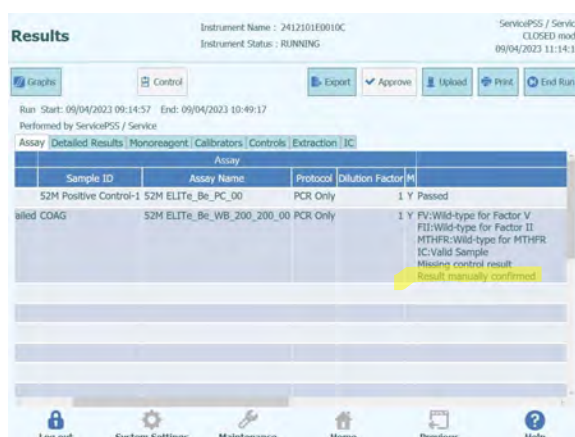 Results
Instrument Name : 2412101E0010C
Instrument Status : RUNNING
ServicePSS / Servic
CLOSED mod
09/04/2023 11:14:1
Graphs
Control
Export
Approve
Upload
Print
End Run
Run Start: 09/04/2023 09:14:57 End: 09/04/2023 10:49:17
Performed by ServicePSS / Service
Assay Detailed Results Monoreagent Calibrators Controls Extraction IC
Assay
Sample ID Assay Name Protocol Dilution Factor M
52M Positive Control-1 52M ELITe_Be_PC_00 PCR Only 1 Y Passed
ailed COAG 52M ELITe_Be_WB_200_200_00 PCR Only 1 Y FV:Wild-type for Factor V
FII:Wild-type for Factor II
MTHFR:Wild-type for MTHFR
IC:Valid Sample
Missing control result
Result manually confirmed
Log out
System Settings
Maintenance
Home
Previous
Help